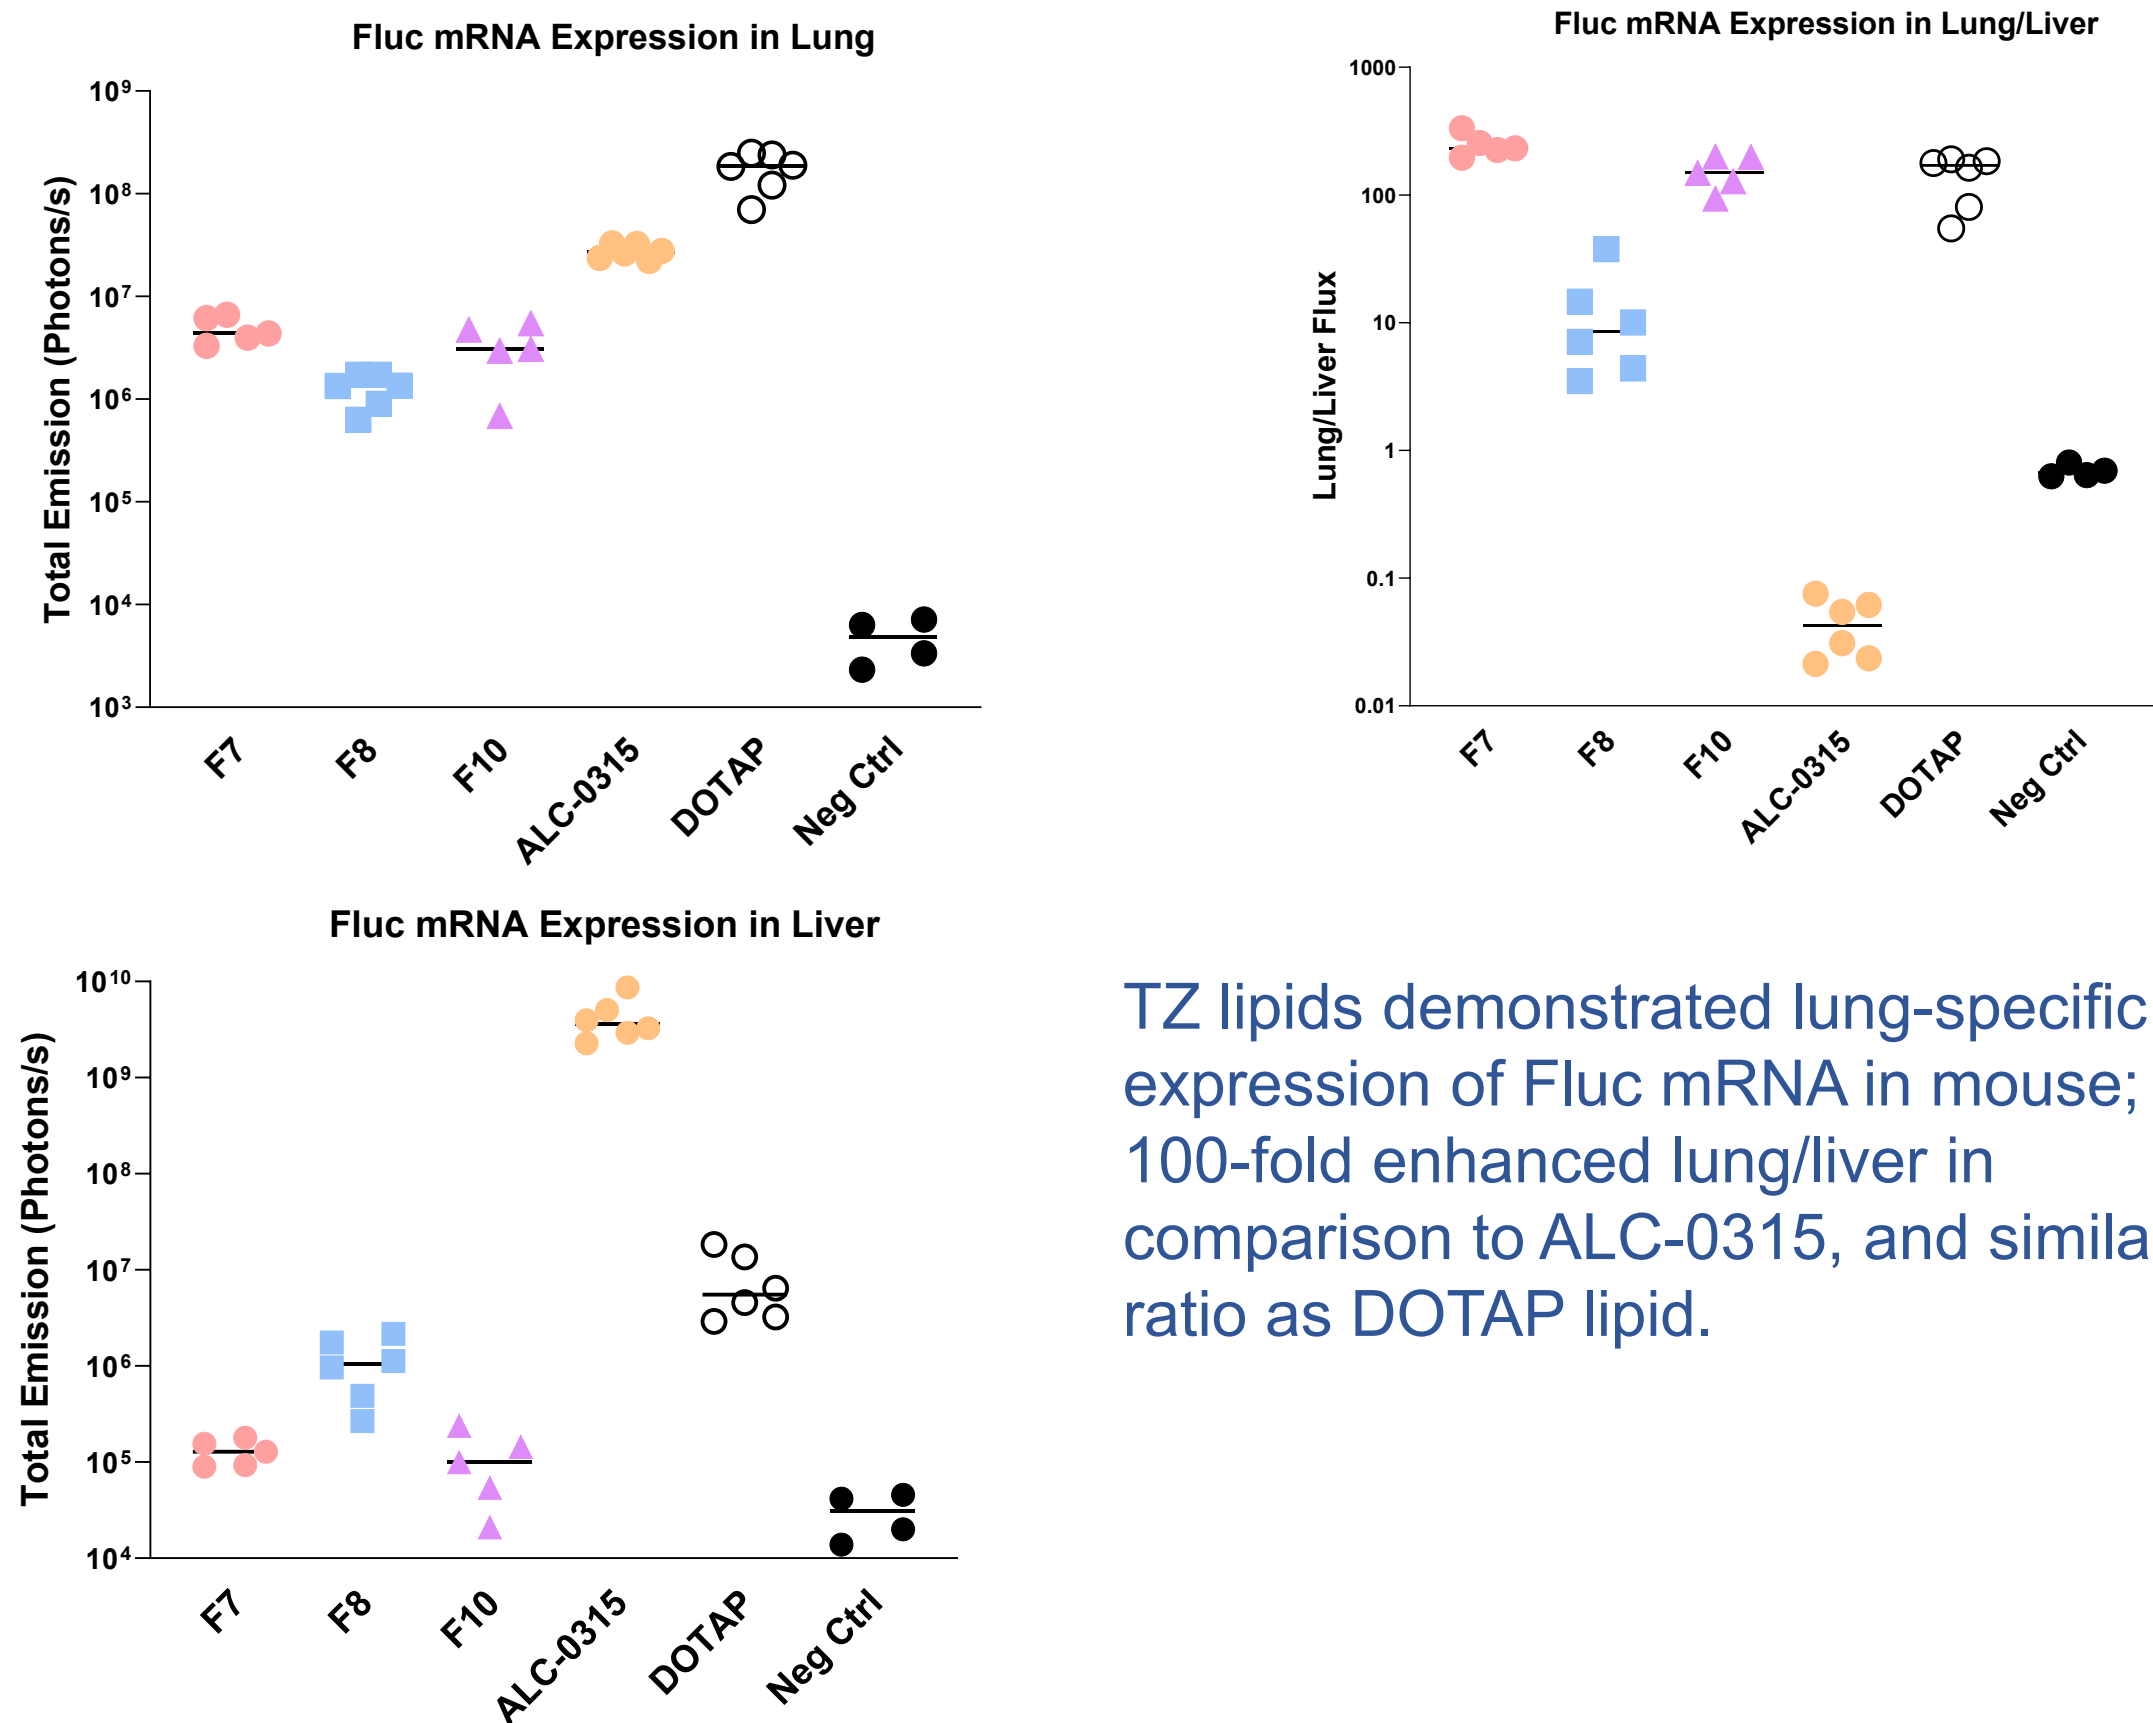 Fluc mRNA Expression in Lung
Total Emission (Photons/s)
10⁹
10⁸
10⁷
10⁶
10⁵
10⁴
10³
F7
F8
F10
ALC-0315
DOTAP
Neg Ctrl
Fluc mRNA Expression in Lung/Liver
Lung/Liver Flux
1000
100
10
1
0.1
0.01
F7
F8
F10
ALC-0315
DOTAP
Neg Ctrl
Fluc mRNA Expression in Liver
Total Emission (Photons/s)
10¹⁰
10⁹
10⁸
10⁷
10⁶
10⁵
10⁴
F7
F8
F10
ALC-0315
DOTAP
Neg Ctrl
TZ lipids demonstrated lung-specific
expression of Fluc mRNA in mouse;
100-fold enhanced lung/liver in
comparison to ALC-0315, and simila
ratio as DOTAP lipid.